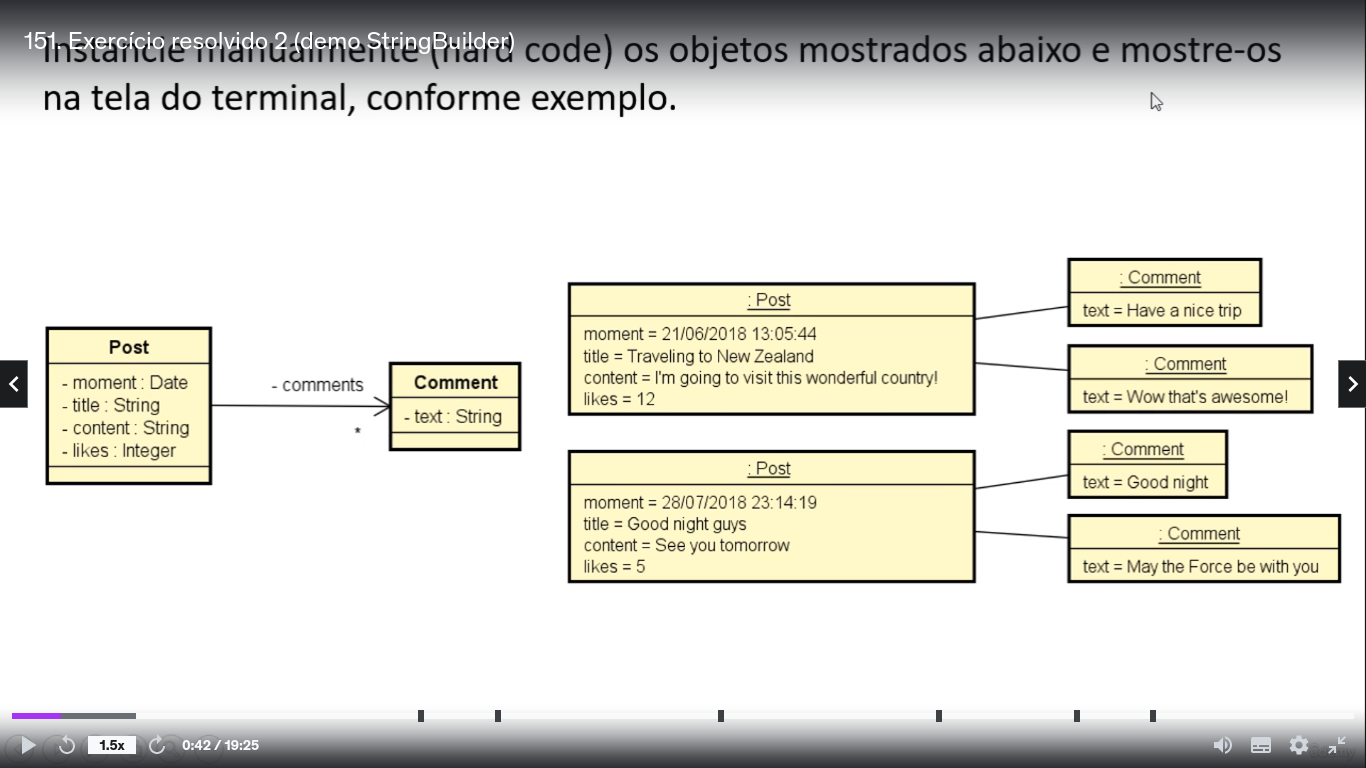 151. Exercício resolvido 2 (demo StringBuilder)
Instancie manualmente (hard code) os objetos mostrados abaixo e mostre-os
na tela do terminal, conforme exemplo.
Post
- moment : Date
- title : String
- content : String
- likes : Integer
- comments
*
Comment
- text : String
: Post
moment = 21/06/2018 13:05:44
title = Traveling to New Zealand
content = I'm going to visit this wonderful country!
likes = 12
: Comment
text = Have a nice trip
: Comment
text = Wow that's awesome!
: Post
moment = 28/07/2018 23:14:19
title = Good night guys
content = See you tomorrow
likes = 5
: Comment
text = Good night
: Comment
text = May the Force be with you
1.5x
0:42 / 19:25